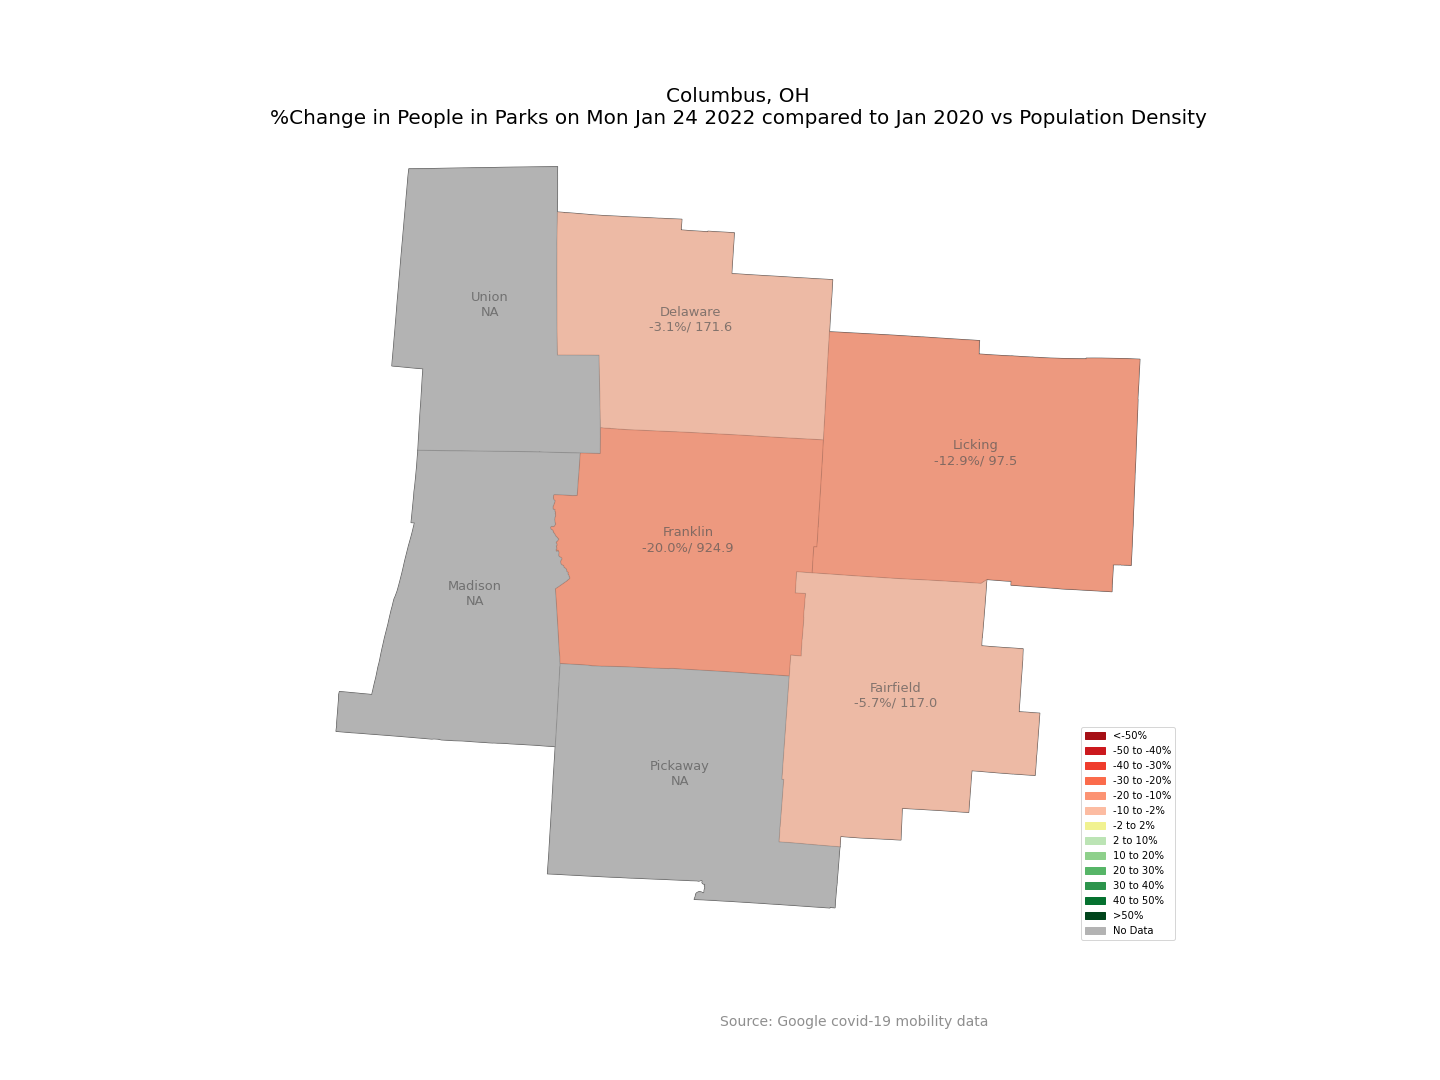 Columbus, OH
%Change in People in Parks on Mon Jan 24 2022 compared to Jan 2020 vs Population Density
Union
NA
Delaware
-3.1%/ 171.6
Licking
-12.9%/ 97.5
Franklin
-20.0%/ 924.9
Madison
NA
Fairfield
-5.7%/ 117.0
Pickaway
NA
<-50%
-50 to -40%
-40 to -30%
-30 to -20%
-20 to -10%
-10 to -2%
-2 to 2%
2 to 10%
10 to 20%
20 to 30%
30 to 40%
40 to 50%
>50%
No Data
Source: Google covid-19 mobility data